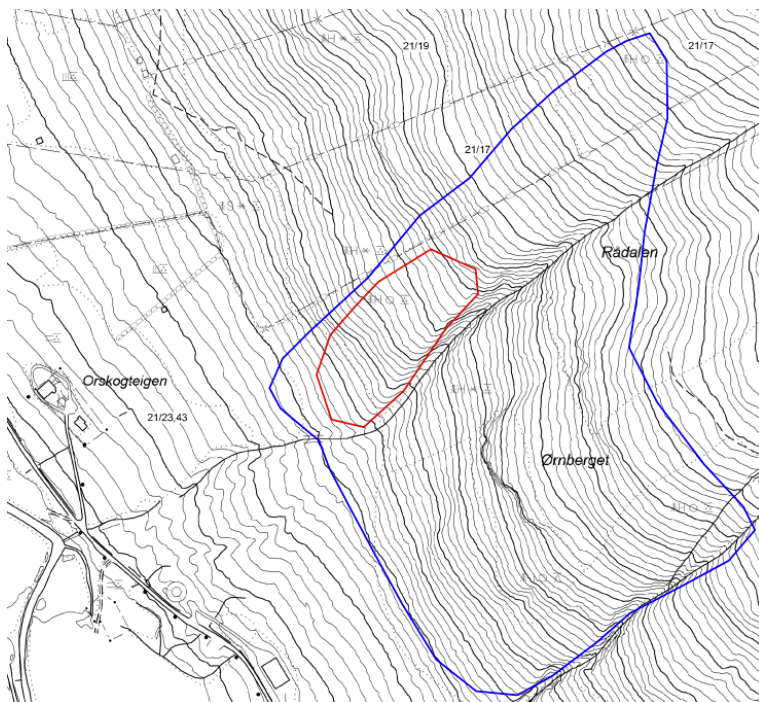 21/19
21/17
21/17
Rådalen
Orskogteigen
21/23,43
Ørnberget